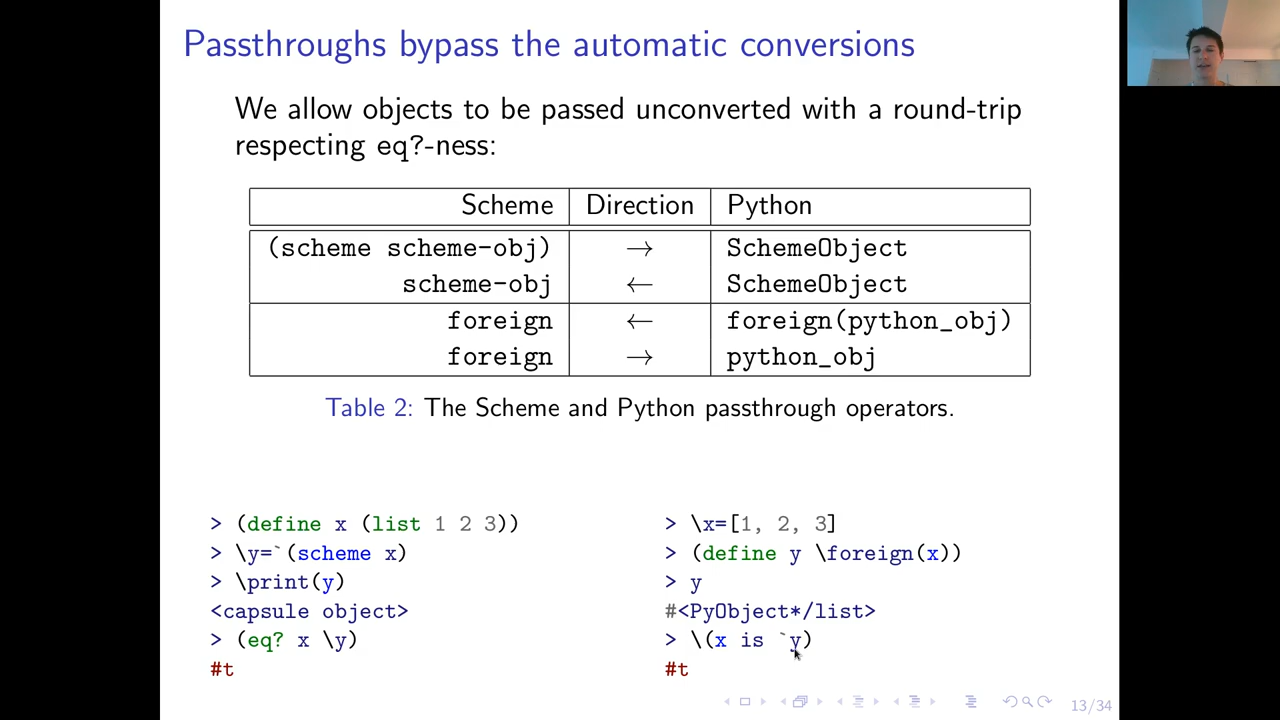 Passthroughs bypass the automatic conversions
We allow objects to be passed unconverted with a round-trip
respecting eq?-ness:
Scheme Direction Python
(scheme scheme-obj) → SchemeObject
scheme-obj ← SchemeObject
foreign ← foreign(python_obj)
foreign → python_obj
Table 2: The Scheme and Python passthrough operators.
> (define x (list 1 2 3))
> \y=`(scheme x)
> \print(y)
<capsule object>
> (eq? x \y)
#t
> \x=[1, 2, 3]
> (define y \foreign(x))
> y
#<PyObject*/list>
> \(x is `y)
#t
13/34